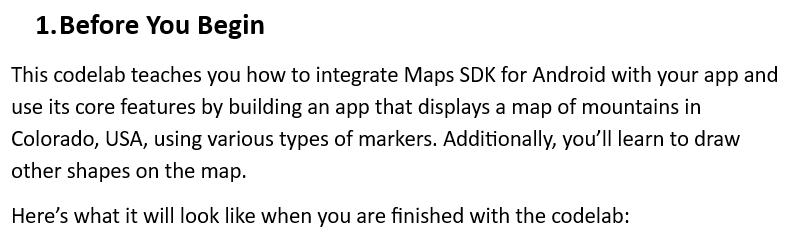 1.Before You Begin
This codelab teaches you how to integrate Maps SDK for Android with your app and
use its core features by building an app that displays a map of mountains in
Colorado, USA, using various types of markers. Additionally, you’ll learn to draw
other shapes on the map.
Here’s what it will look like when you are finished with the codelab: